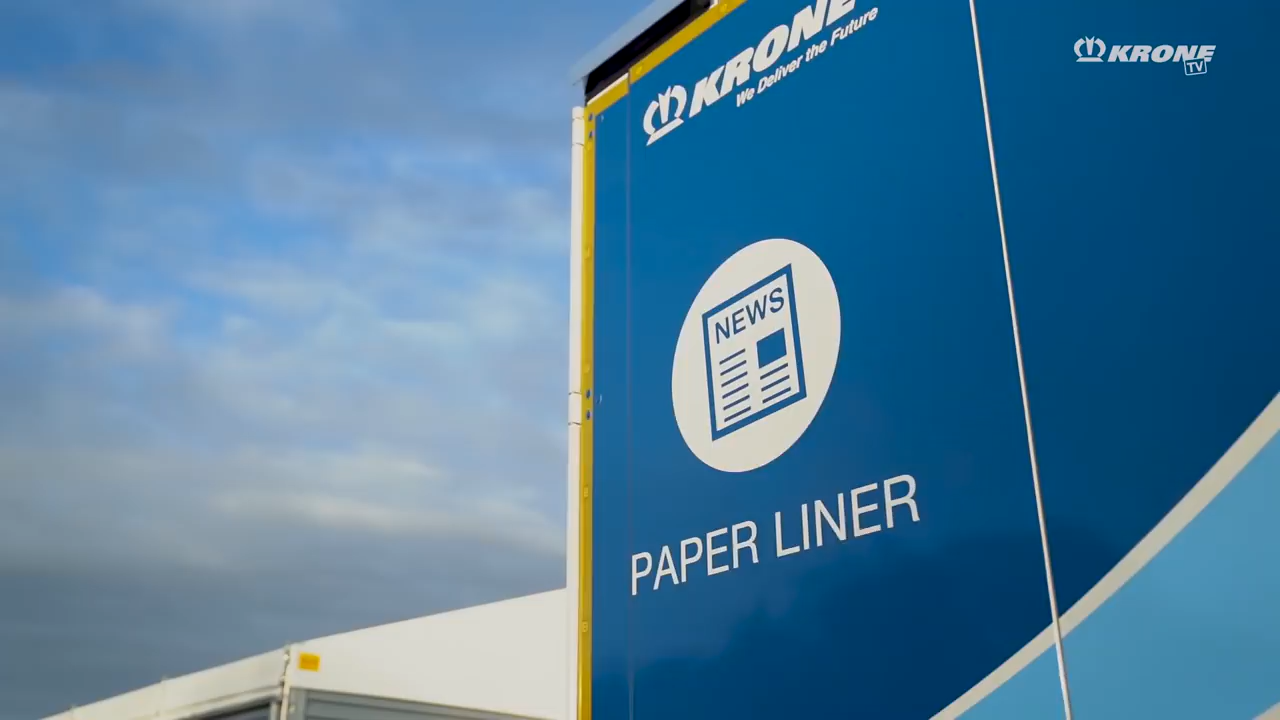 KRONE
We Deliver the Future
KRONE
TV
NEWS
PAPER LINER